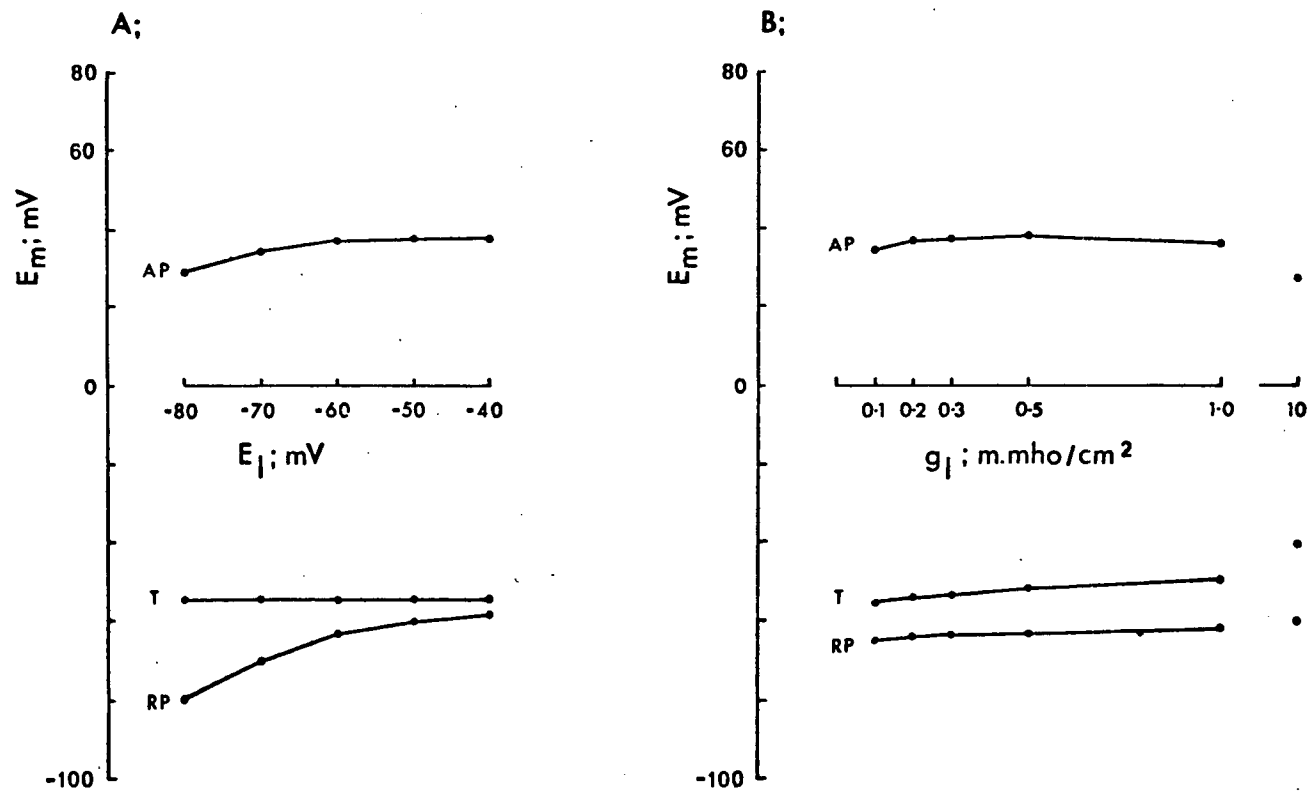 A;
80
60
E_m; mV
AP
0
-80 -70 -60 -50 -40
E_l; mV
T
RP
-100
B;
80
60
E_m; mV
AP
0
0·1 0·2 0·3 0·5 1·0 10
g_l; m.mho/cm²
T
RP
-100